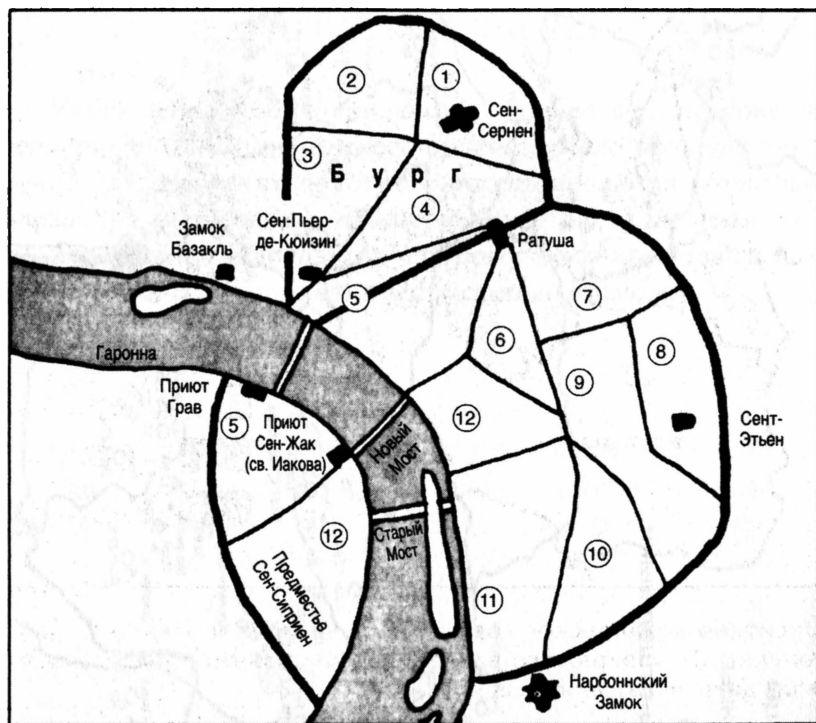 2
1
Сен-
Сернен
3
Бург
4
Замок
Базакль
Сен-Пьер-
де-Кюизин
Ратуша
5
7
6
8
9
Гаронна
Приют
Грав
5
Приют
Сен-Жак
(св. Иакова)
Новый
Мост
12
Сент-
Этьен
12
Старый
Мост
Предместье
Сен-Сиприен
10
11
Нарбоннский
Замок